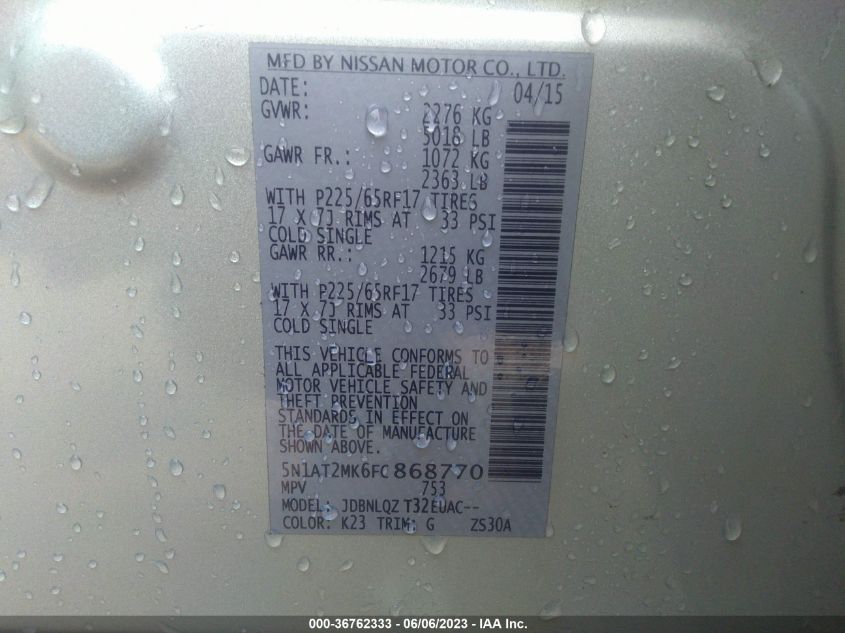 MFD BY NISSAN MOTOR CO., LTD.
DATE: 04/15
GVWR: 2276 KG
5018 LB
GAWR FR.: 1072 KG
2363 LB
WITH P225/65RF17 TIRES
17 X 7J RIMS AT 33 PSI
COLD SINGLE
GAWR RR.: 1215 KG
2679 LB
WITH P225/65RF17 TIRES
17 X 7J RIMS AT 33 PSI
COLD SINGLE
THIS VEHICLE CONFORMS TO
ALL APPLICABLE FEDERAL
MOTOR VEHICLE SAFETY AND
THEFT PREVENTION
STANDARDS IN EFFECT ON
THE DATE OF MANUFACTURE
SHOWN ABOVE.
5N1AT2MK6FC868770
MPV 753
MODEL: JDBNLQZ T32EUAC--
COLOR: K23 TRIM: G ZS30A
000-36762333 - 06/06/2023 - IAA Inc.